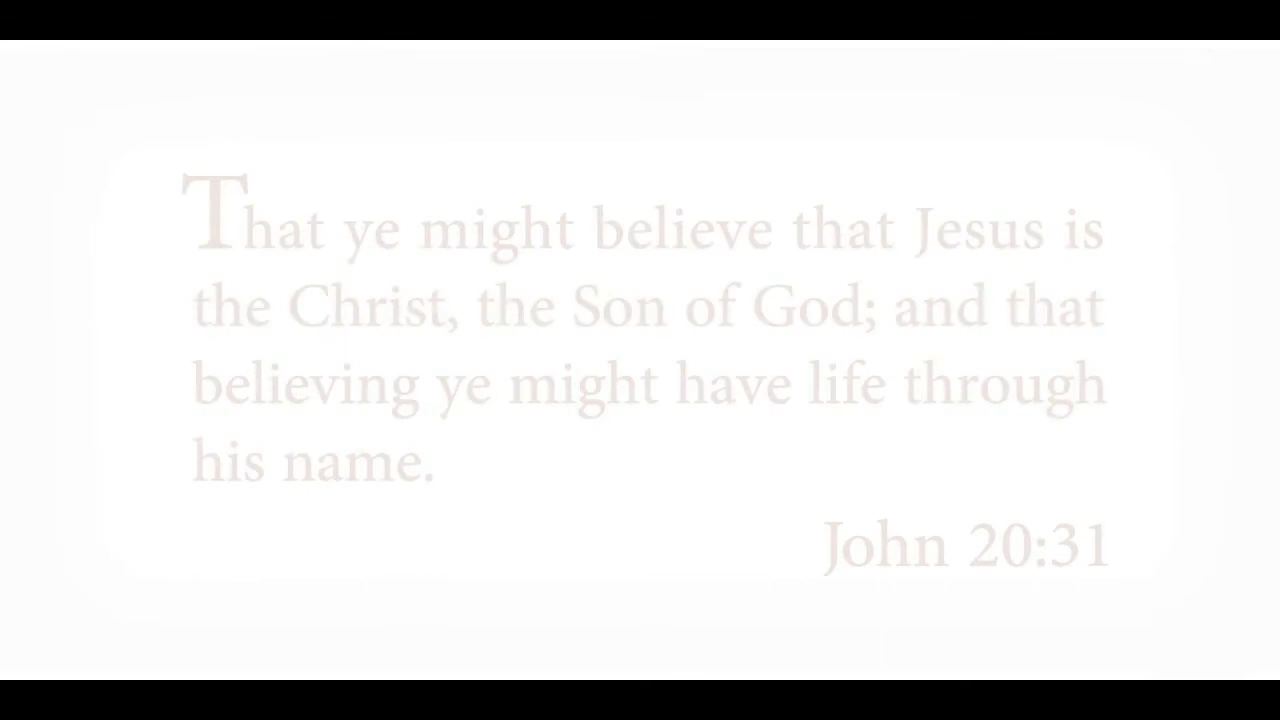 That ye might believe that Jesus is
the Christ, the Son of God; and that
believing ye might have life through
his name.
John 20:31